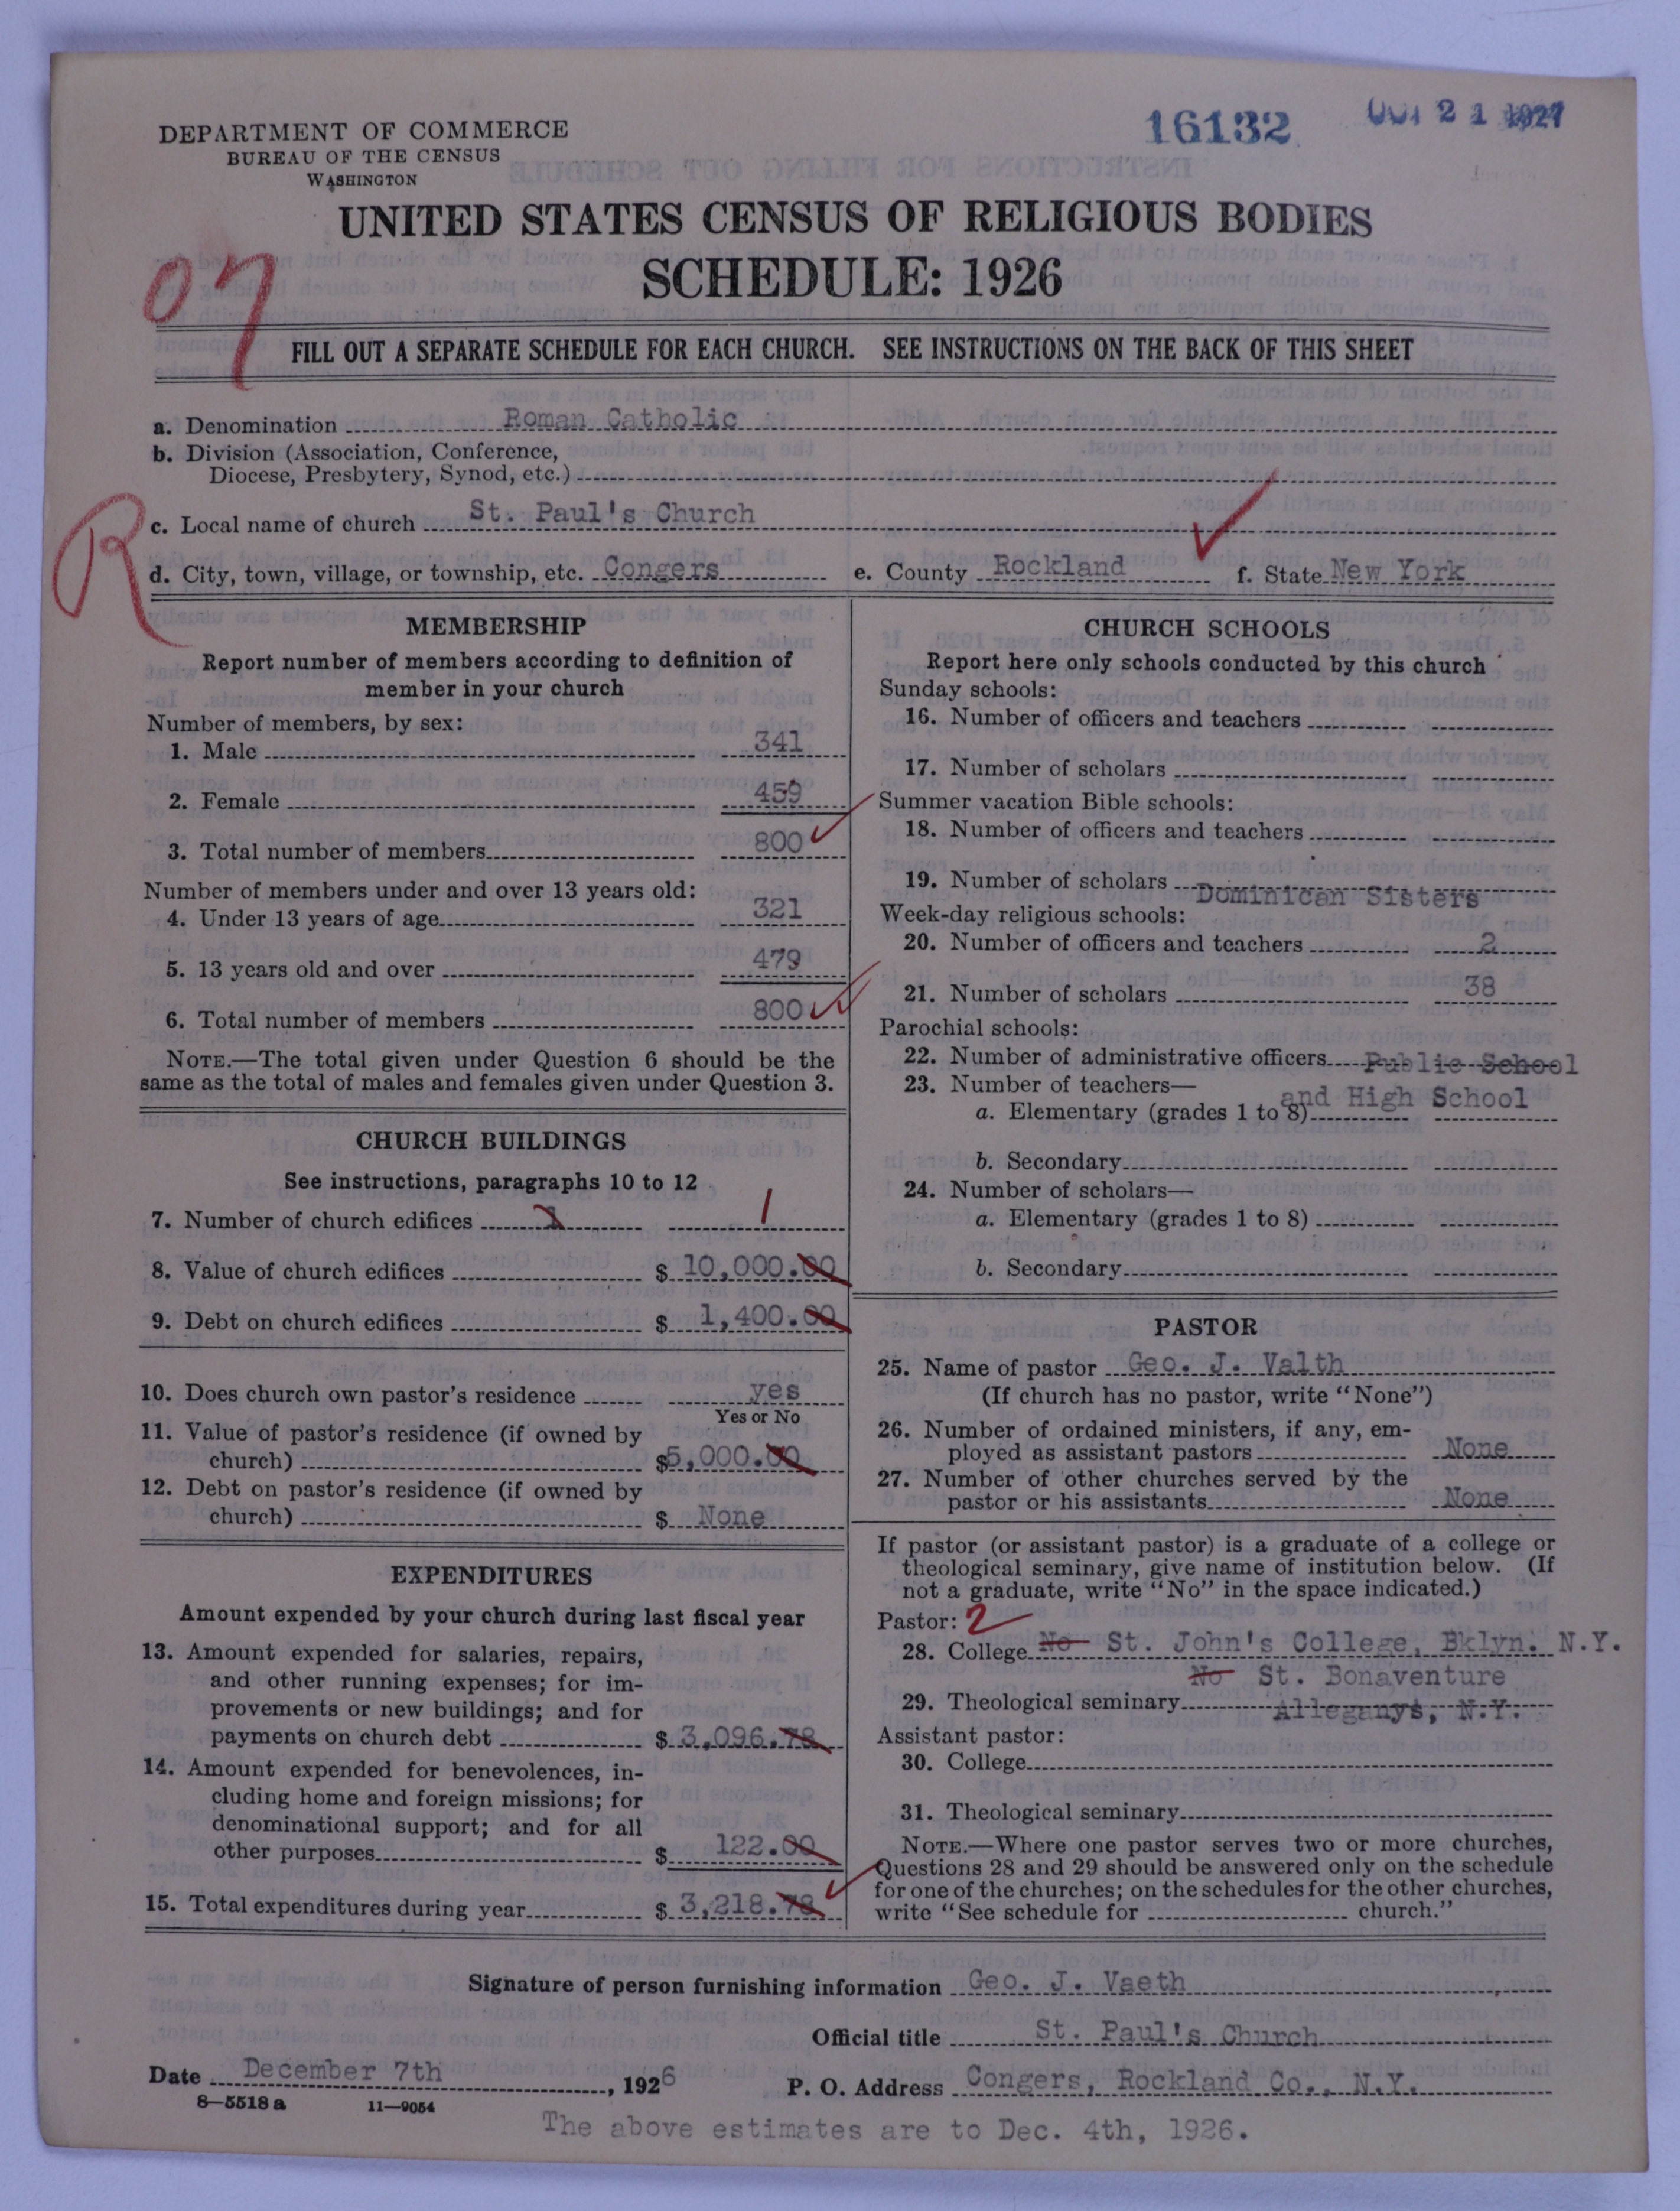 16132
OCT 21 1927
DEPARTMENT OF COMMERCE
BUREAU OF THE CENSUS
WASHINGTON
UNITED STATES CENSUS OF RELIGIOUS BODIES
SCHEDULE: 1926
07
FILL OUT A SEPARATE SCHEDULE FOR EACH CHURCH. SEE INSTRUCTIONS ON THE BACK OF THIS SHEET
a. Denomination Roman Catholic
b. Division (Association, Conference,
Diocese, Presbytery, Synod, etc.)
R
c. Local name of church St. Paul's Church
d. City, town, village, or township, etc. Congers e. County Rockland f. State New York
MEMBERSHIP
Report number of members according to definition of
member in your church
Number of members, by sex:
1. Male 341
2. Female 459
3. Total number of members 800
Number of members under and over 13 years old:
4. Under 13 years of age 321
5. 13 years old and over 479
6. Total number of members 800
NOTE.—The total given under Question 6 should be the
same as the total of males and females given under Question 3.
CHURCH BUILDINGS
See instructions, paragraphs 10 to 12
7. Number of church edifices 1 1
8. Value of church edifices $ 10,000.00
9. Debt on church edifices $ 1,400.00
10. Does church own pastor's residence yes
Yes or No
11. Value of pastor's residence (if owned by
church) $5,000.00
12. Debt on pastor's residence (if owned by
church) $ None
EXPENDITURES
Amount expended by your church during last fiscal year
13. Amount expended for salaries, repairs,
and other running expenses; for im-
provements or new buildings; and for
payments on church debt $ 3,096.78
14. Amount expended for benevolences, in-
cluding home and foreign missions; for
denominational support; and for all
other purposes $ 122.00
15. Total expenditures during year $ 3,218.78
CHURCH SCHOOLS
Report here only schools conducted by this church
Sunday schools:
16. Number of officers and teachers
17. Number of scholars
Summer vacation Bible schools:
18. Number of officers and teachers
19. Number of scholars
Dominican Sisters
Week-day religious schools:
20. Number of officers and teachers 2
21. Number of scholars 38
Parochial schools:
22. Number of administrative officers Public School
23. Number of teachers—
and High School
a. Elementary (grades 1 to 8)
b. Secondary
24. Number of scholars—
a. Elementary (grades 1 to 8)
b. Secondary
PASTOR
25. Name of pastor Geo. J. Valth
(If church has no pastor, write "None")
26. Number of ordained ministers, if any, em-
ployed as assistant pastors None
27. Number of other churches served by the
pastor or his assistants None
If pastor (or assistant pastor) is a graduate of a college or
theological seminary, give name of institution below. (If
not a graduate, write "No" in the space indicated.)
Pastor: 2
28. College No St. John's College, Bklyn. N.Y.
No St. Bonaventure
29. Theological seminary Alleganys, N.Y.
Assistant pastor:
30. College
31. Theological seminary
NOTE.—Where one pastor serves two or more churches,
Questions 28 and 29 should be answered only on the schedule
for one of the churches; on the schedules for the other churches,
write "See schedule for church."
Signature of person furnishing information Geo. J. Vaeth
Official title St. Paul's Church
Date December 7th, 1926 P. O. Address Congers, Rockland Co., N.Y.
8—5518 a 11—9054
The above estimates are to Dec. 4th, 1926.